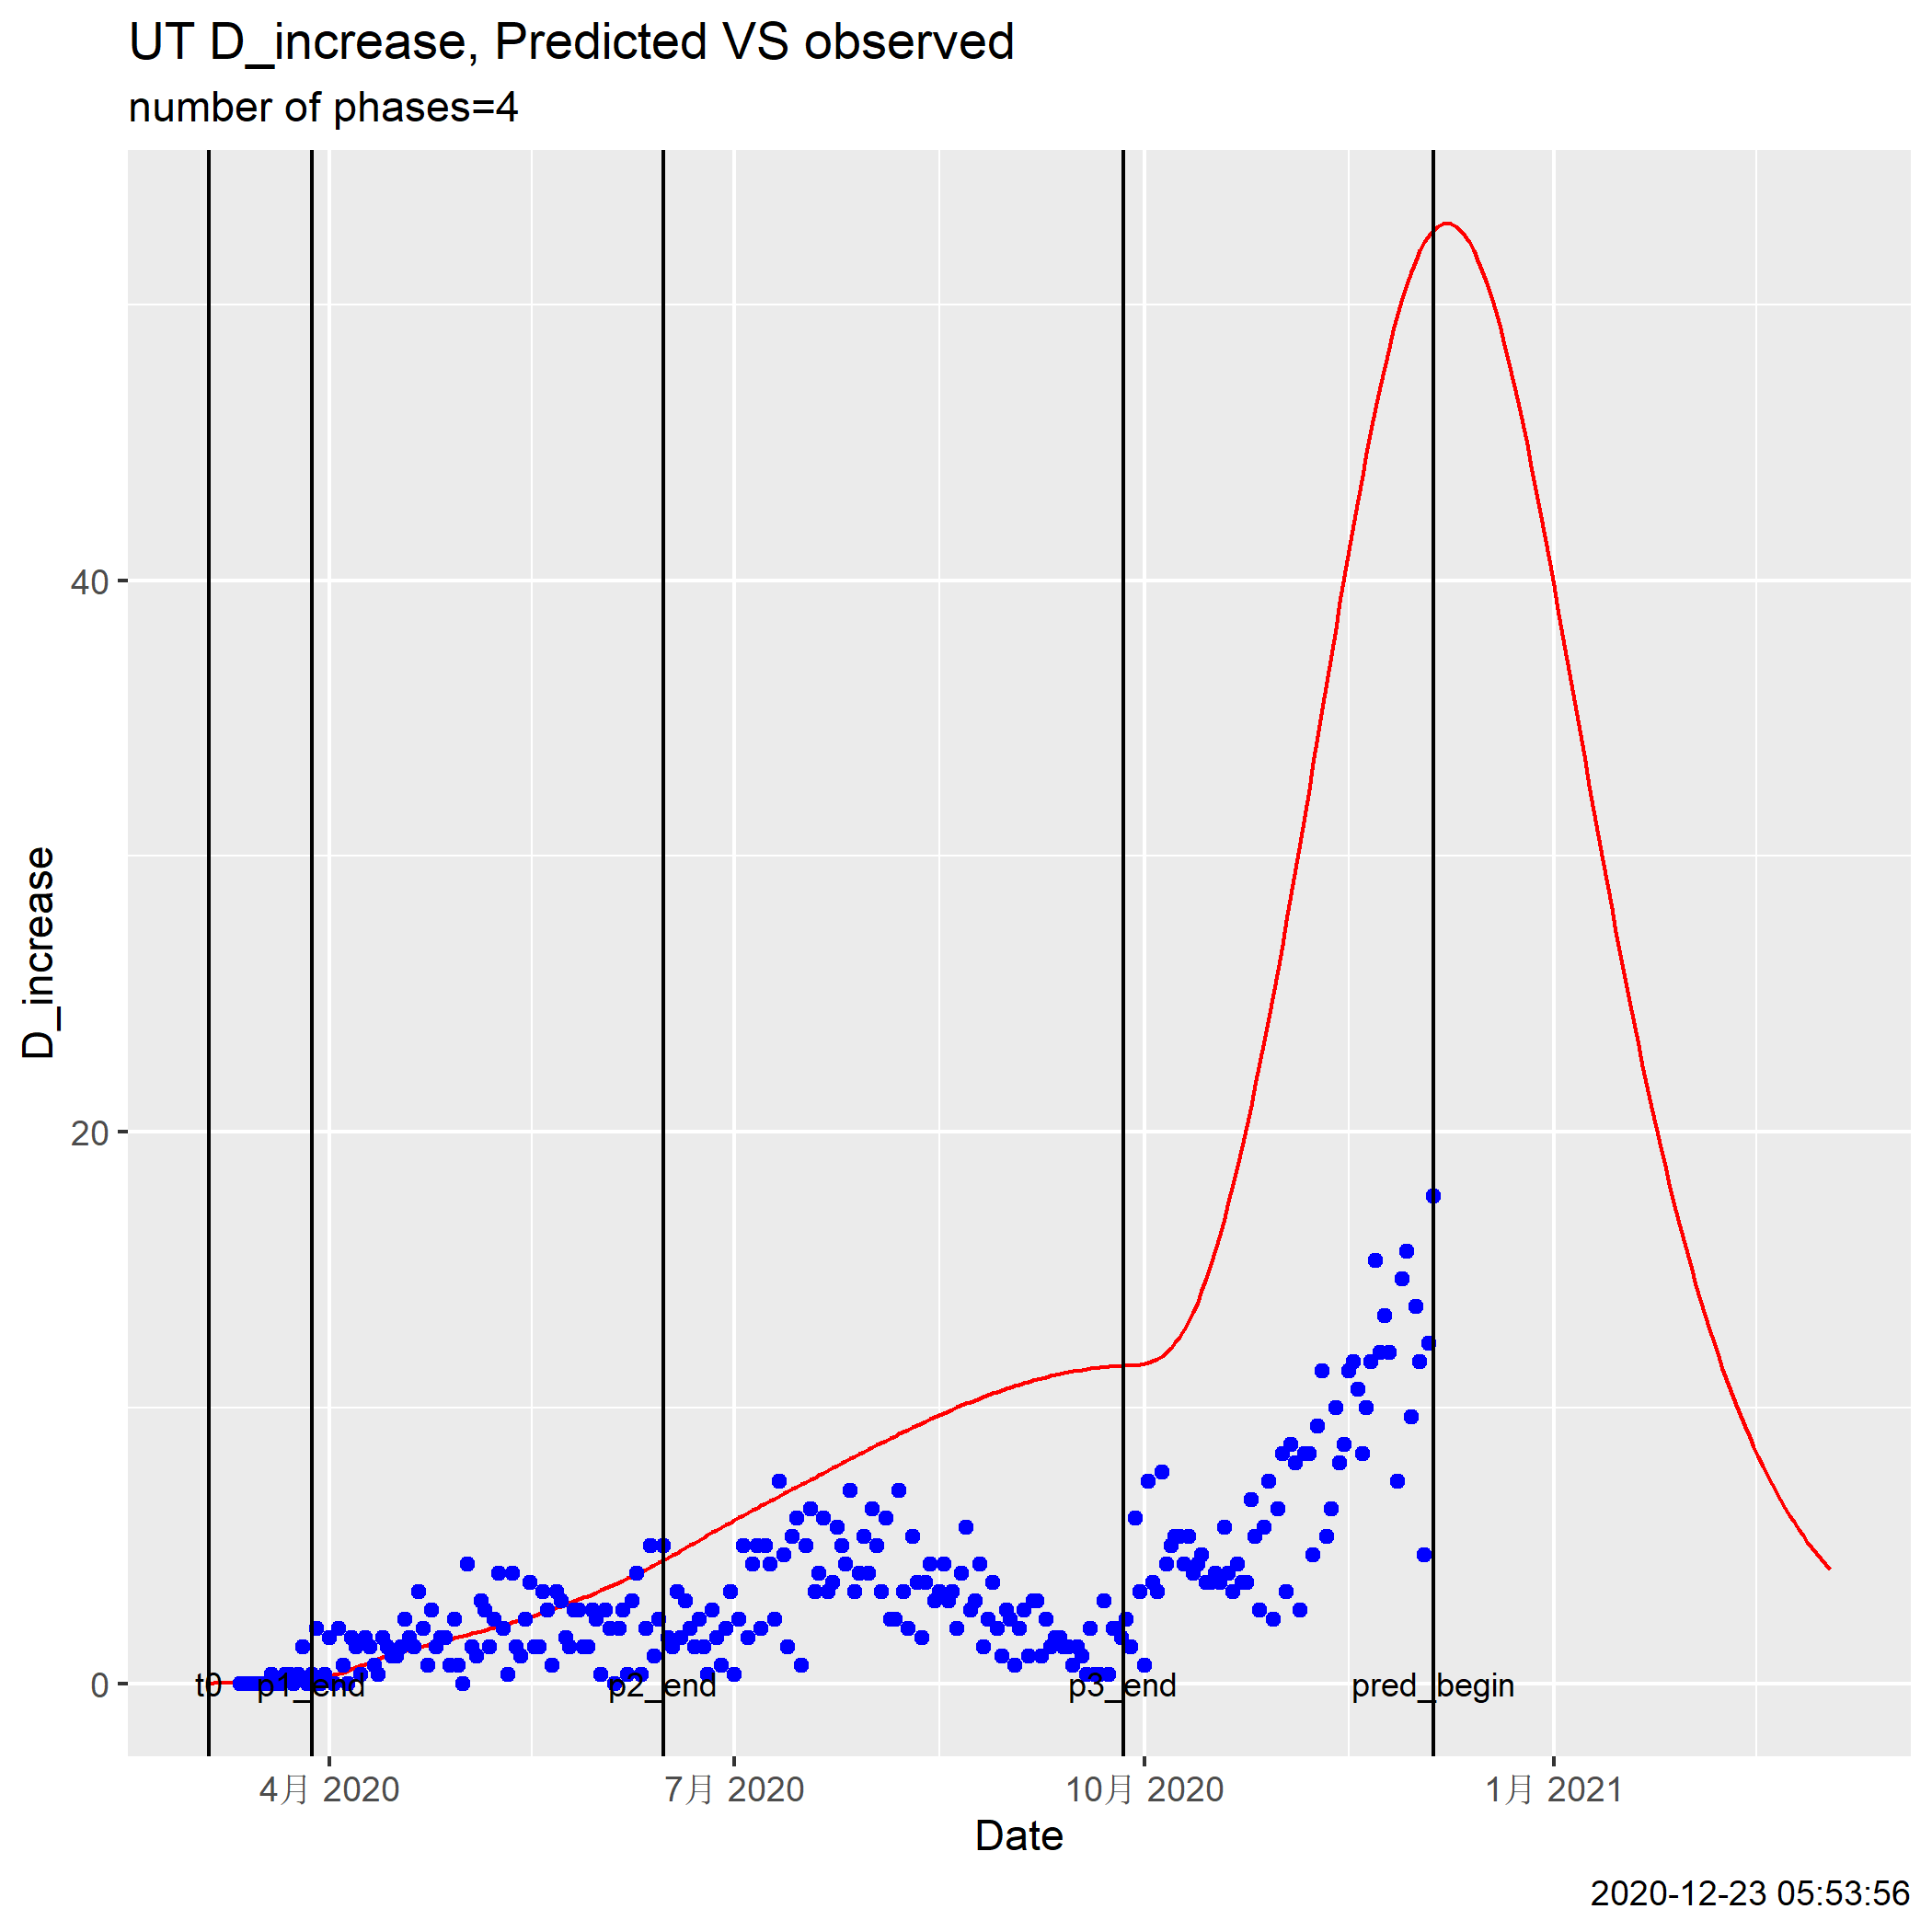 UT D_increase, Predicted VS observed
number of phases=4
D_increase
40
20
0
t0 p1_end p2_end p3_end pred_begin
4月 2020 7月 2020 10月 2020 1月 2021
Date
2020-12-23 05:53:56